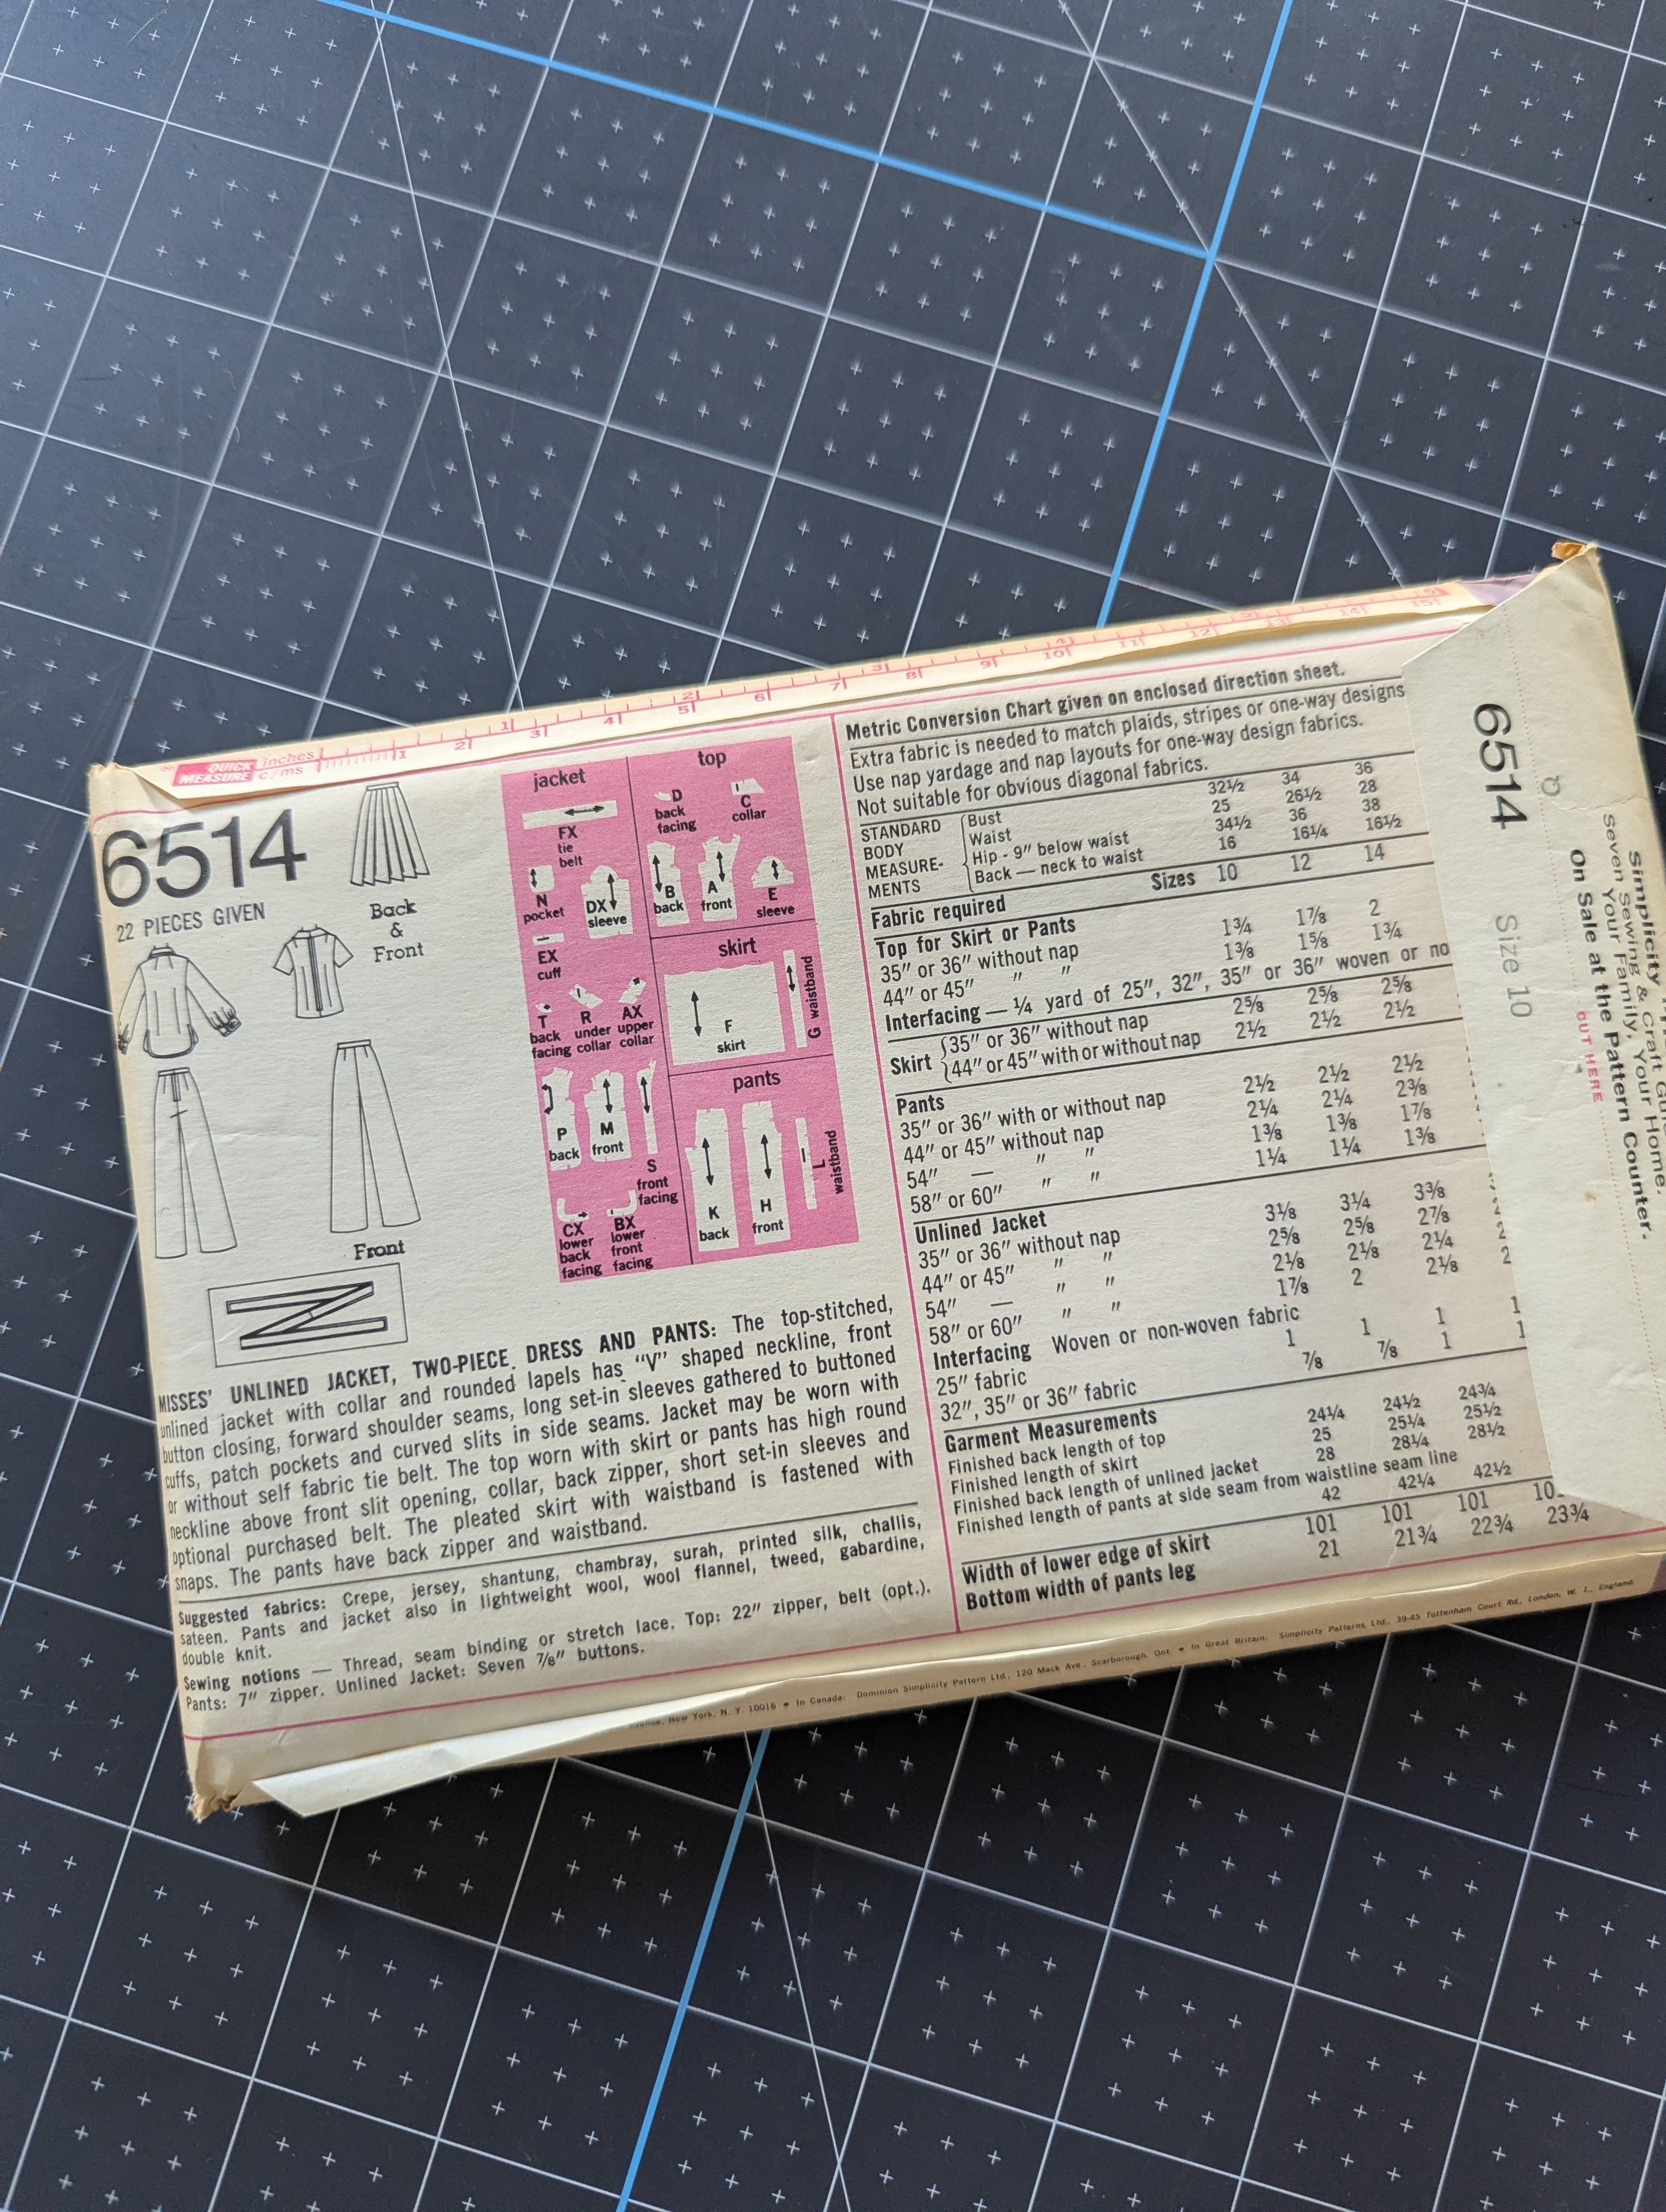 QUICK MEASURE
inches
c/ms
1 2 3 4 5 6 7 8 9 10 11 12 13 14 15
1 2 3 4 5
6514
22 PIECES GIVEN
Back
&
Front
Front
jacket
FX
tie
belt
N
pocket
DX
sleeve
EX
cuff
T
back
facing
R
under
collar
AX
upper
collar
P
back
M
front
S
front
facing
CX
lower
back
facing
BX
lower
front
facing
top
D
back
facing
C
collar
B
back
A
front
E
sleeve
skirt
F
skirt
G waistband
pants
K
back
H
front
L
waistband
MISSES' UNLINED JACKET, TWO-PIECE DRESS AND PANTS: The top-stitched,
unlined jacket with collar and rounded lapels has "V" shaped neckline, front
button closing, forward shoulder seams, long set-in sleeves gathered to buttoned
cuffs, patch pockets and curved slits in side seams. Jacket may be worn with
or without self fabric tie belt. The top worn with skirt or pants has high round
neckline above front slit opening, collar, back zipper, short set-in sleeves and
optional purchased belt. The pleated skirt with waistband is fastened with
snaps. The pants have back zipper and waistband.
Suggested fabrics: Crepe, jersey, shantung, chambray, surah, printed silk, challis,
sateen. Pants and jacket also in lightweight wool, wool flannel, tweed, gabardine,
double knit.
Sewing notions — Thread, seam binding or stretch lace. Top: 22" zipper, belt (opt.).
Pants: 7" zipper. Unlined Jacket: Seven 7/8" buttons.
Metric Conversion Chart given on enclosed direction sheet.
Extra fabric is needed to match plaids, stripes or one-way designs
Use nap yardage and nap layouts for one-way design fabrics.
Not suitable for obvious diagonal fabrics.
STANDARD
BODY
MEASURE-
MENTS
Bust 32½ 34 36
Waist 25 26½ 28
Hip - 9" below waist 34½ 36 38
Back — neck to waist 16 16¼ 16½
Sizes 10 12 14
Fabric required
Top for Skirt or Pants
35" or 36" without nap 1¾ 1⅞ 2
44" or 45" " " 1⅜ 1⅝ 1¾
Interfacing — ¼ yard of 25", 32", 35" or 36" woven or no
Skirt
35" or 36" without nap 2⅝ 2⅝ 2⅝
44" or 45" with or without nap 2½ 2½ 2½
Pants
35" or 36" with or without nap 2½ 2½ 2½
44" or 45" without nap 2¼ 2¼ 2⅜
54" — " " 1⅜ 1⅜ 1⅞
58" or 60" " " 1¼ 1¼ 1⅜
Unlined Jacket
35" or 36" without nap 3⅛ 3¼ 3⅜
44" or 45" " " 2⅝ 2⅝ 2⅞
54" — " " 2⅛ 2⅛ 2¼ 2
58" or 60" " " 1⅞ 2 2⅛
Interfacing Woven or non-woven fabric
25" fabric 1 1 1 1
32", 35" or 36" fabric ⅞ ⅞ 1 1
Garment Measurements
Finished back length of top 24¼ 24½ 24¾
Finished length of skirt 25 25¼ 25½
Finished back length of unlined jacket 28 28¼ 28½
Finished length of pants at side seam from waistline seam line
42 42¼ 42½
Width of lower edge of skirt 101 101 101 10
Bottom width of pants leg 21 21¾ 22¾ 23¾
New York, N. Y. 10016 • In Canada: Dominion Simplicity Pattern Ltd., 120 Mack Ave., Scarborough, Ont. • In Great Britain: Simplicity Patterns Ltd., 39-45 Tottenham Court Rd., London, W. 1., England.
6514
Size 10
CUT HERE
On Sale at the Pattern Counter.
Your Family, Your Home.
Seven Sewing & Craft
Simplicity